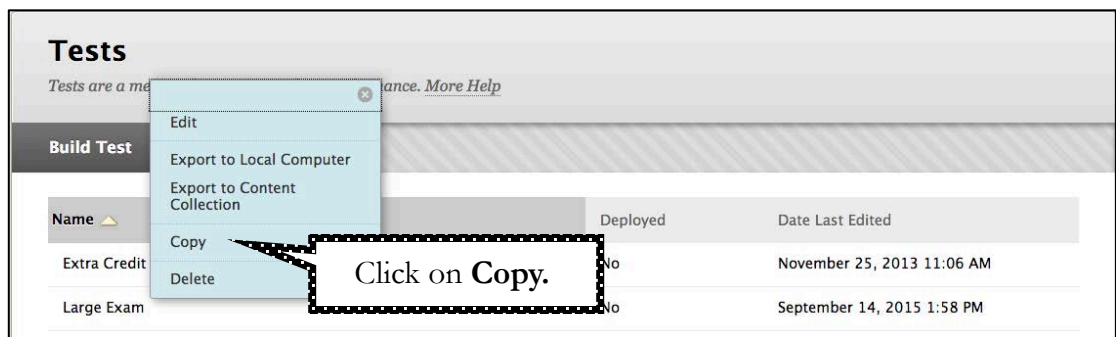 Tests
Tests are a me ance. More Help
Edit
Build Test
Export to Local Computer
Export to Content
Collection
Name Deployed Date Last Edited
Copy
Click on Copy.
Extra Credit No November 25, 2013 11:06 AM
Delete
Large Exam No September 14, 2015 1:58 PM